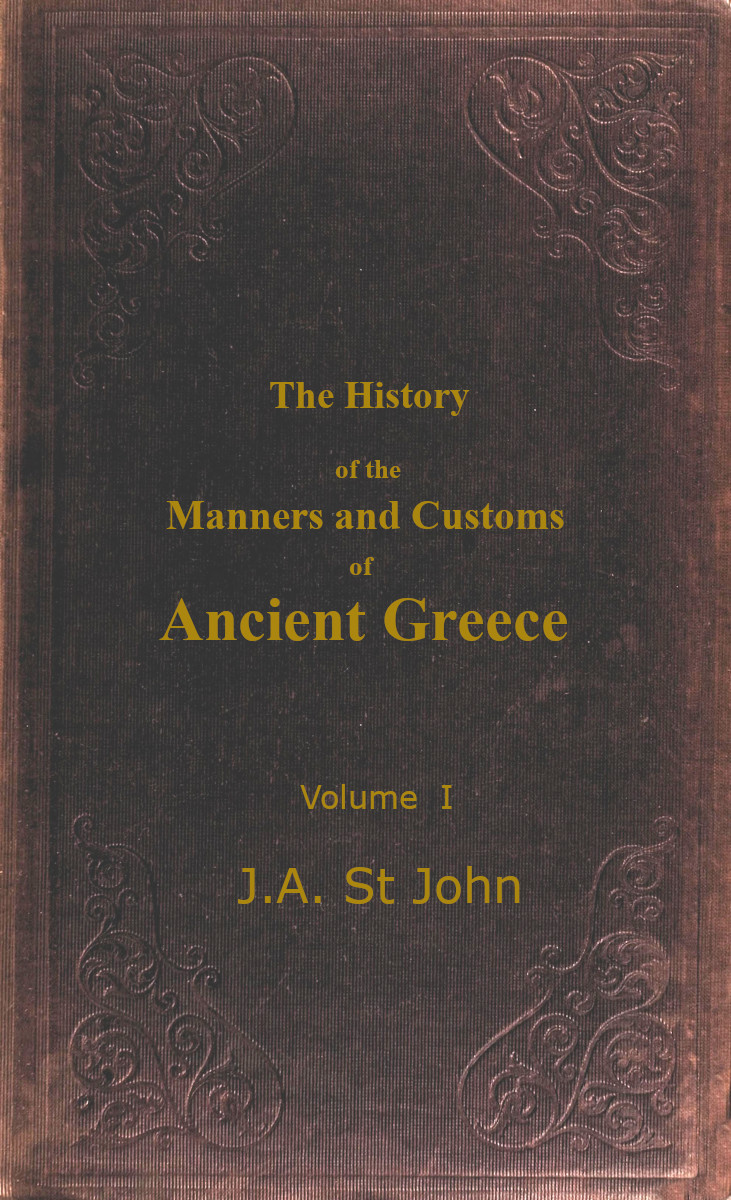 The History
of the
Manners and Customs
of
Ancient Greece
Volume I
J.A. St John